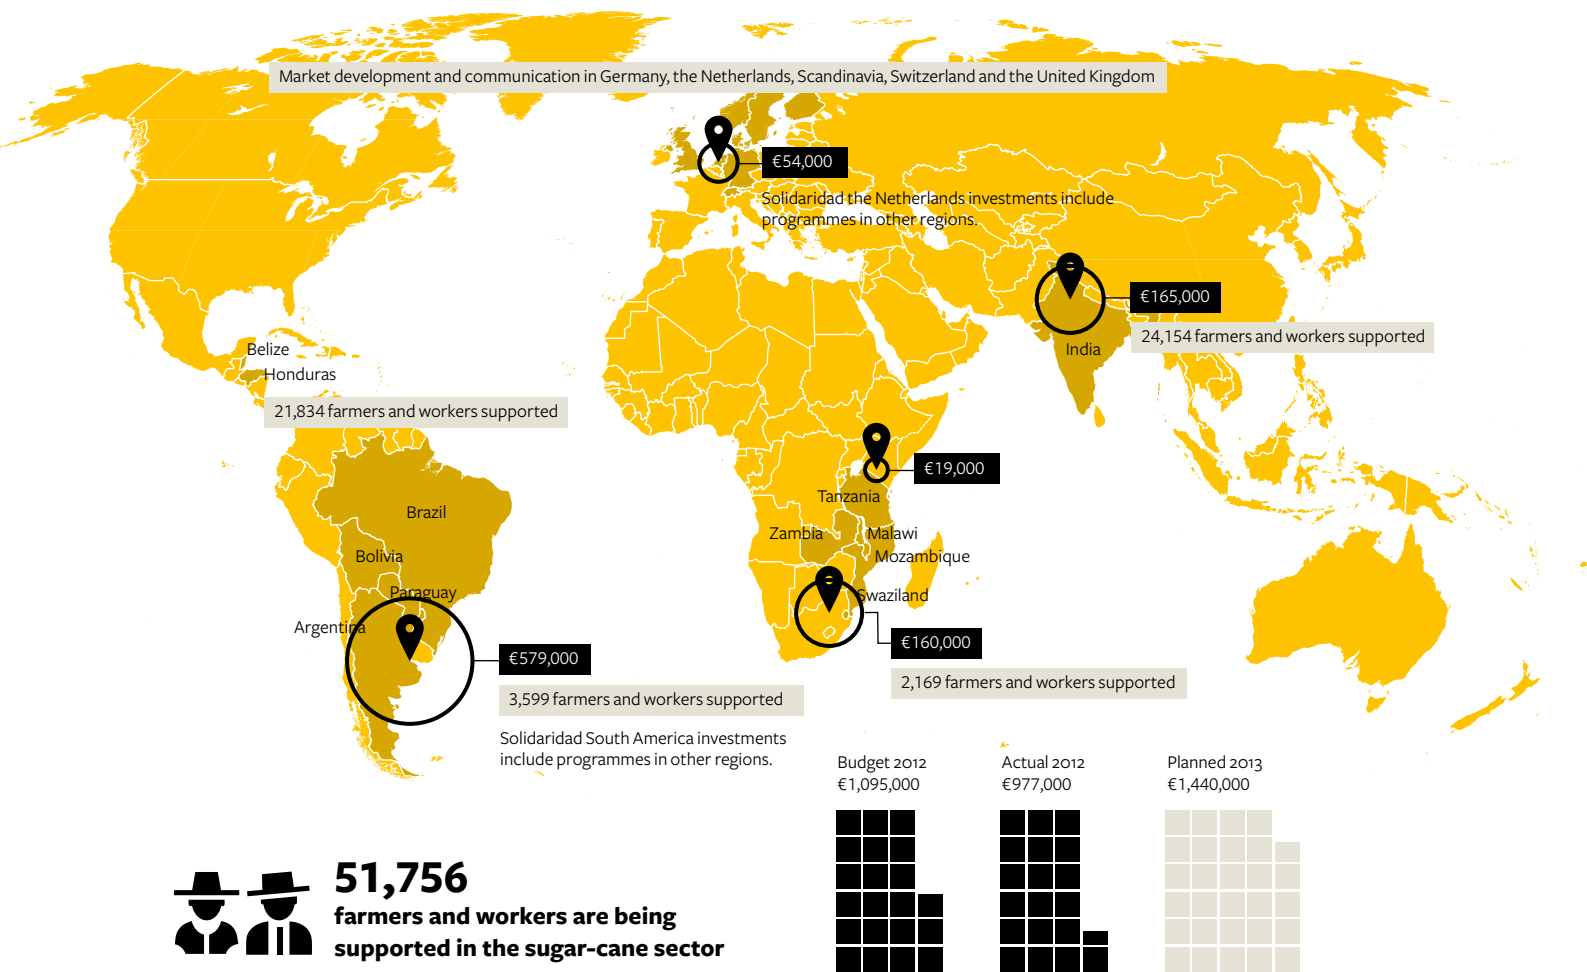 Market development and communication in Germany, the Netherlands, Scandinavia, Switzerland and the United Kingdom
€54,000
Solidaridad the Netherlands investments include
programmes in other regions.
€165,000
24,154 farmers and workers supported
India
Belize
Honduras
21,834 farmers and workers supported
€19,000
Tanzania
Zambia
Malawi
Mozambique
Swaziland
€160,000
2,169 farmers and workers supported
Brazil
Bolivia
Paraguay
Argentina
€579,000
3,599 farmers and workers supported
Solidaridad South America investments
include programmes in other regions.
Budget 2012
€1,095,000
Actual 2012
€977,000
Planned 2013
€1,440,000
51,756
farmers and workers are being
supported in the sugar-cane sector